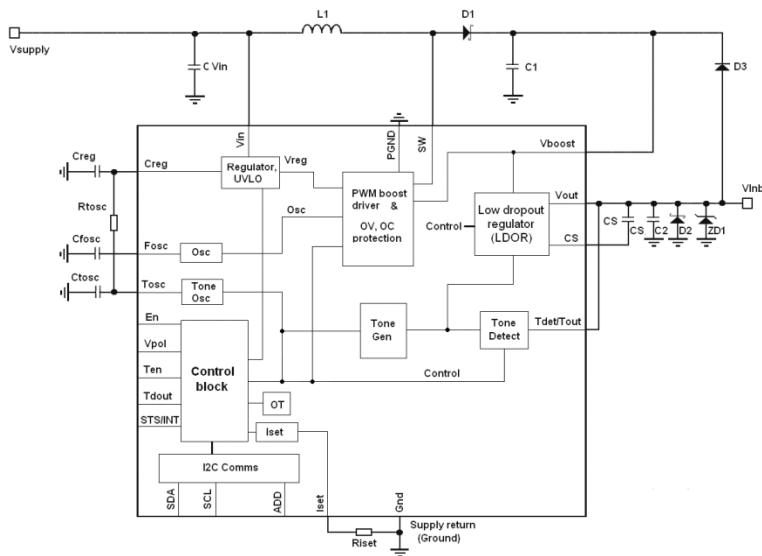 L1
D1
Vsupply
C Vin
C1
D3
Vin
PGND
SW
Vboost
Creg
Creg
Regulator,
UVLO
Vreg
PWM boost
driver &
OV, OC
protection
Vout
Vlnb
Rtosc
Osc
Control
Low dropout
regulator
(LDOR)
CS
CS
CS
C2
D2
ZD1
Cfosc
Fosc
Osc
Ctosc
Tosc
Tone
Osc
En
Vpol
Ten
Tdout
STS/INT
Control
block
Tone
Gen
Tone
Detect
Tdet/Tout
Control
OT
Iset
I2C Comms
SDA
SCL
ADD
Iset
Gnd
Supply return
(Ground)
Riset